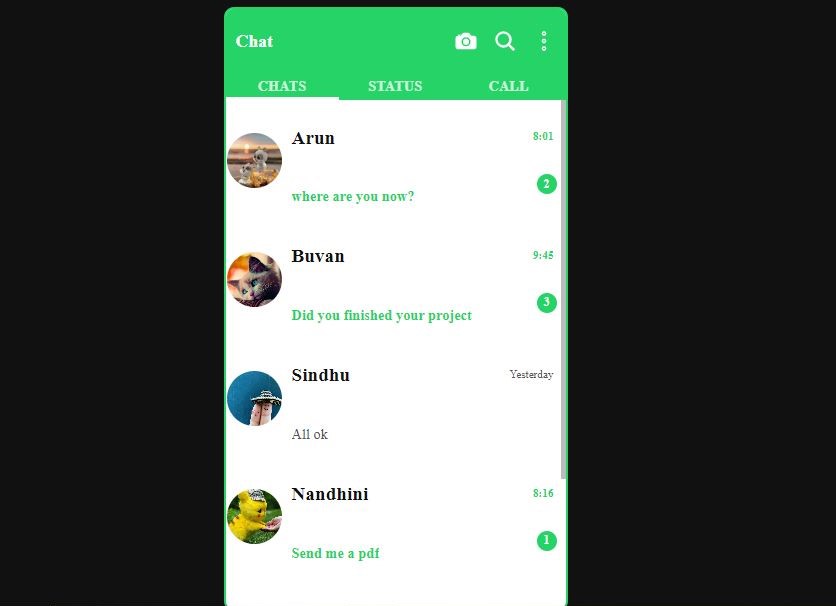 Chat
CHATS STATUS CALL
Arun 8:01
where are you now? 2
Buvan 9:45
Did you finished your project 3
Sindhu Yesterday
All ok
Nandhini 8:16
Send me a pdf 1